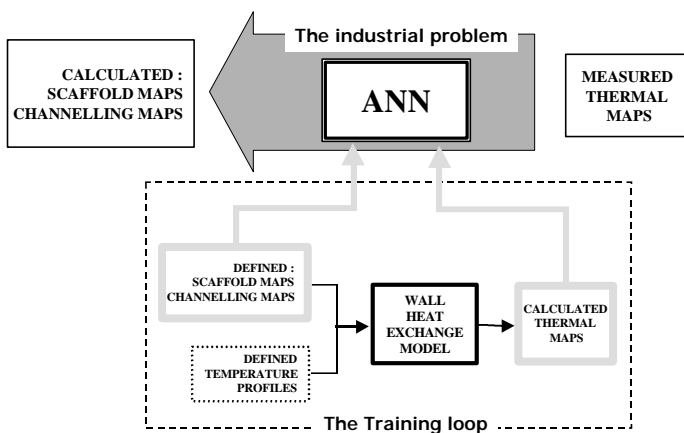 The industrial problem
CALCULATED :
SCAFFOLD MAPS
CHANNELLING MAPS
ANN
MEASURED
THERMAL
MAPS
DEFINED :
SCAFFOLD MAPS
CHANNELLING MAPS
WALL
HEAT
EXCHANGE
MODEL
CALCULATED
THERMAL
MAPS
DEFINED
TEMPERATURE
PROFILES
The Training loop